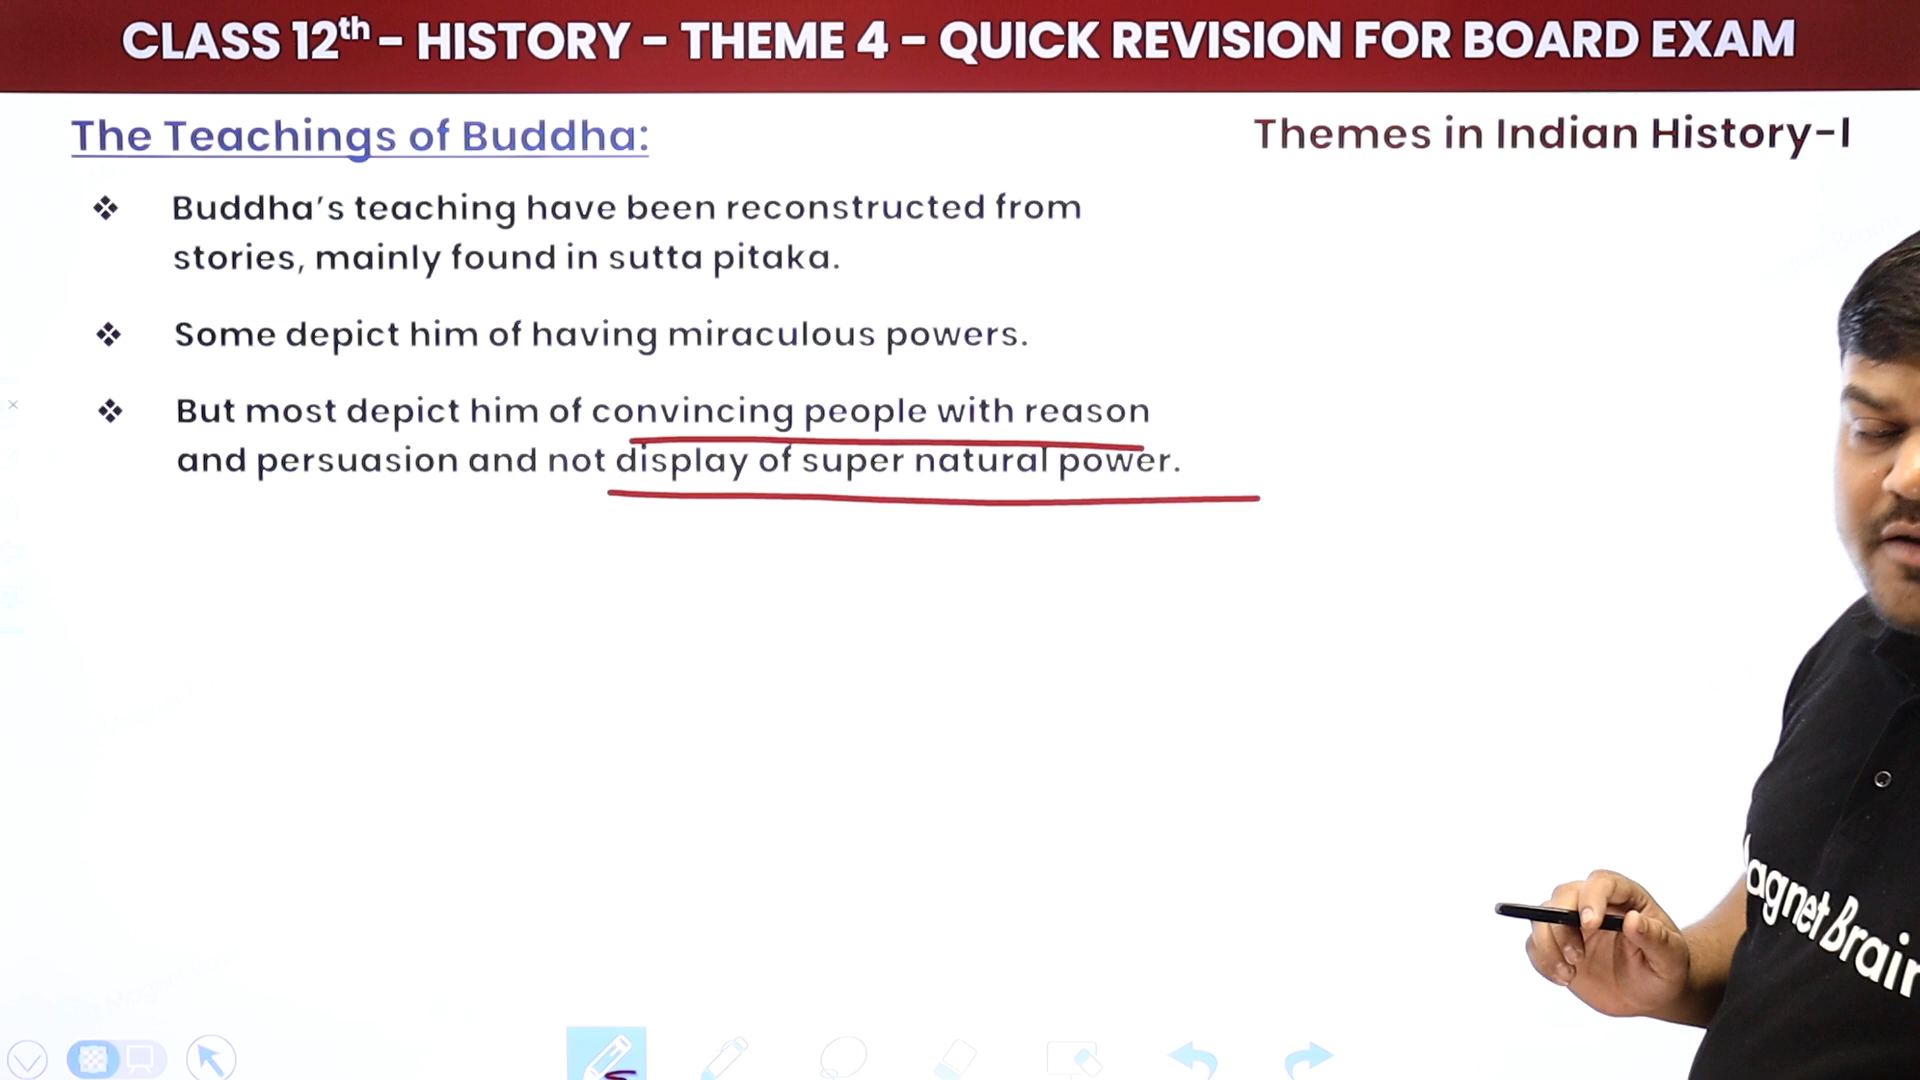 CLASS 12th - HISTORY - THEME 4 - QUICK REVISION FOR BOARD EXAM
The Teachings of Buddha:
Themes in Indian History-I
❖ Buddha's teaching have been reconstructed from
stories, mainly found in sutta pitaka.
❖ Some depict him of having miraculous powers.
❖ But most depict him of convincing people with reason
and persuasion and not display of super natural power.
agnet Brain